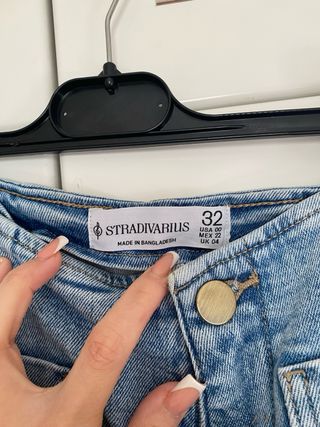 STRADIVARIUS
MADE IN BANGLADESH
32
USA 00
MEX 22
UK 04